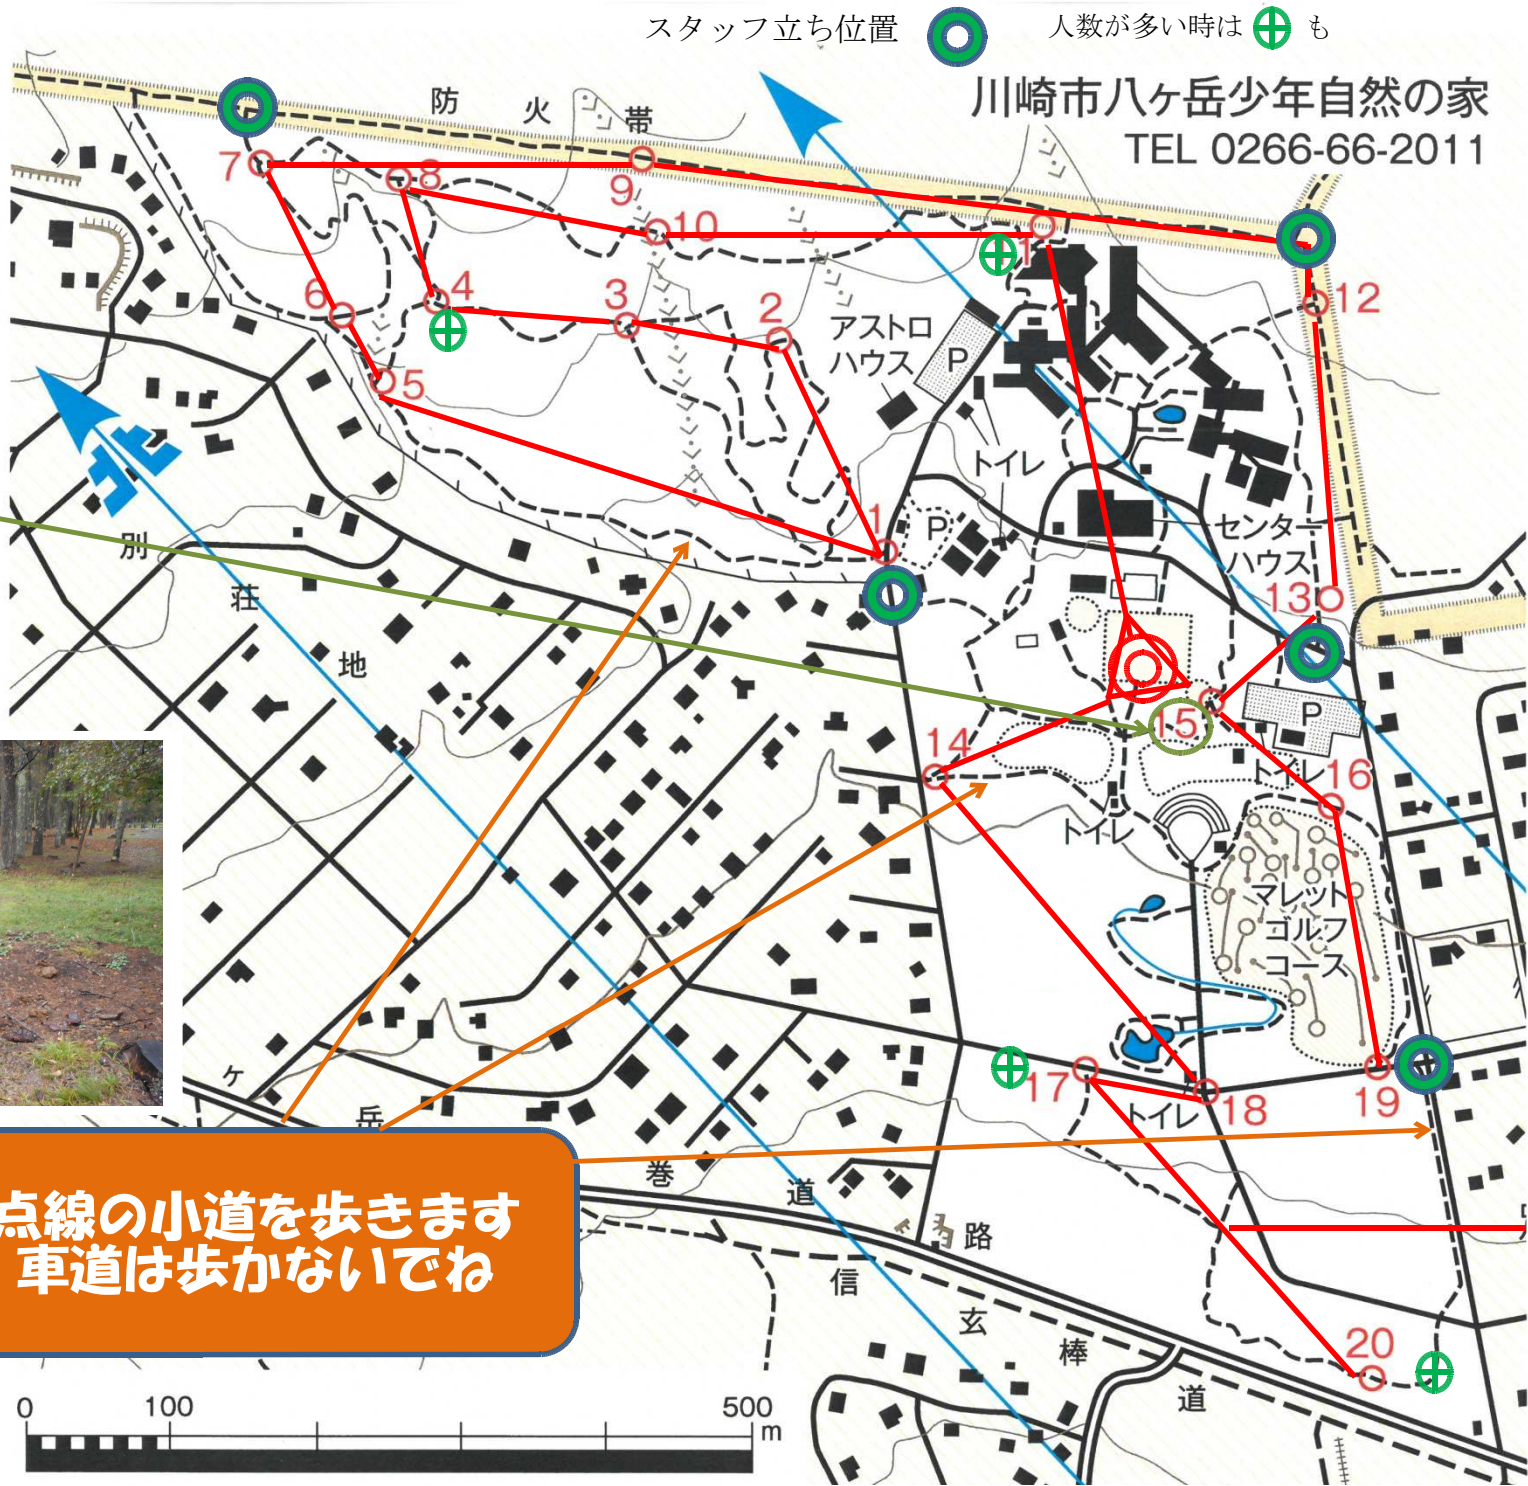 スタッフ立ち位置
人数が多い時は も
川崎市八ヶ岳少年自然の家
TEL 0266-66-2011
防火帯
7
8
9
10
11
12
6
4
3
2
5
アストロ
ハウス
P
トイレ
1
P
センター
ハウス
13
別荘地
15
P
14
トイレ
16
トイレ
マレット
ゴルフ
コース
17
18
トイレ
19
ケ岳巻道路
点線の小道を歩きます
車道は歩かないでね
信玄棒道
20
0 100 500
m